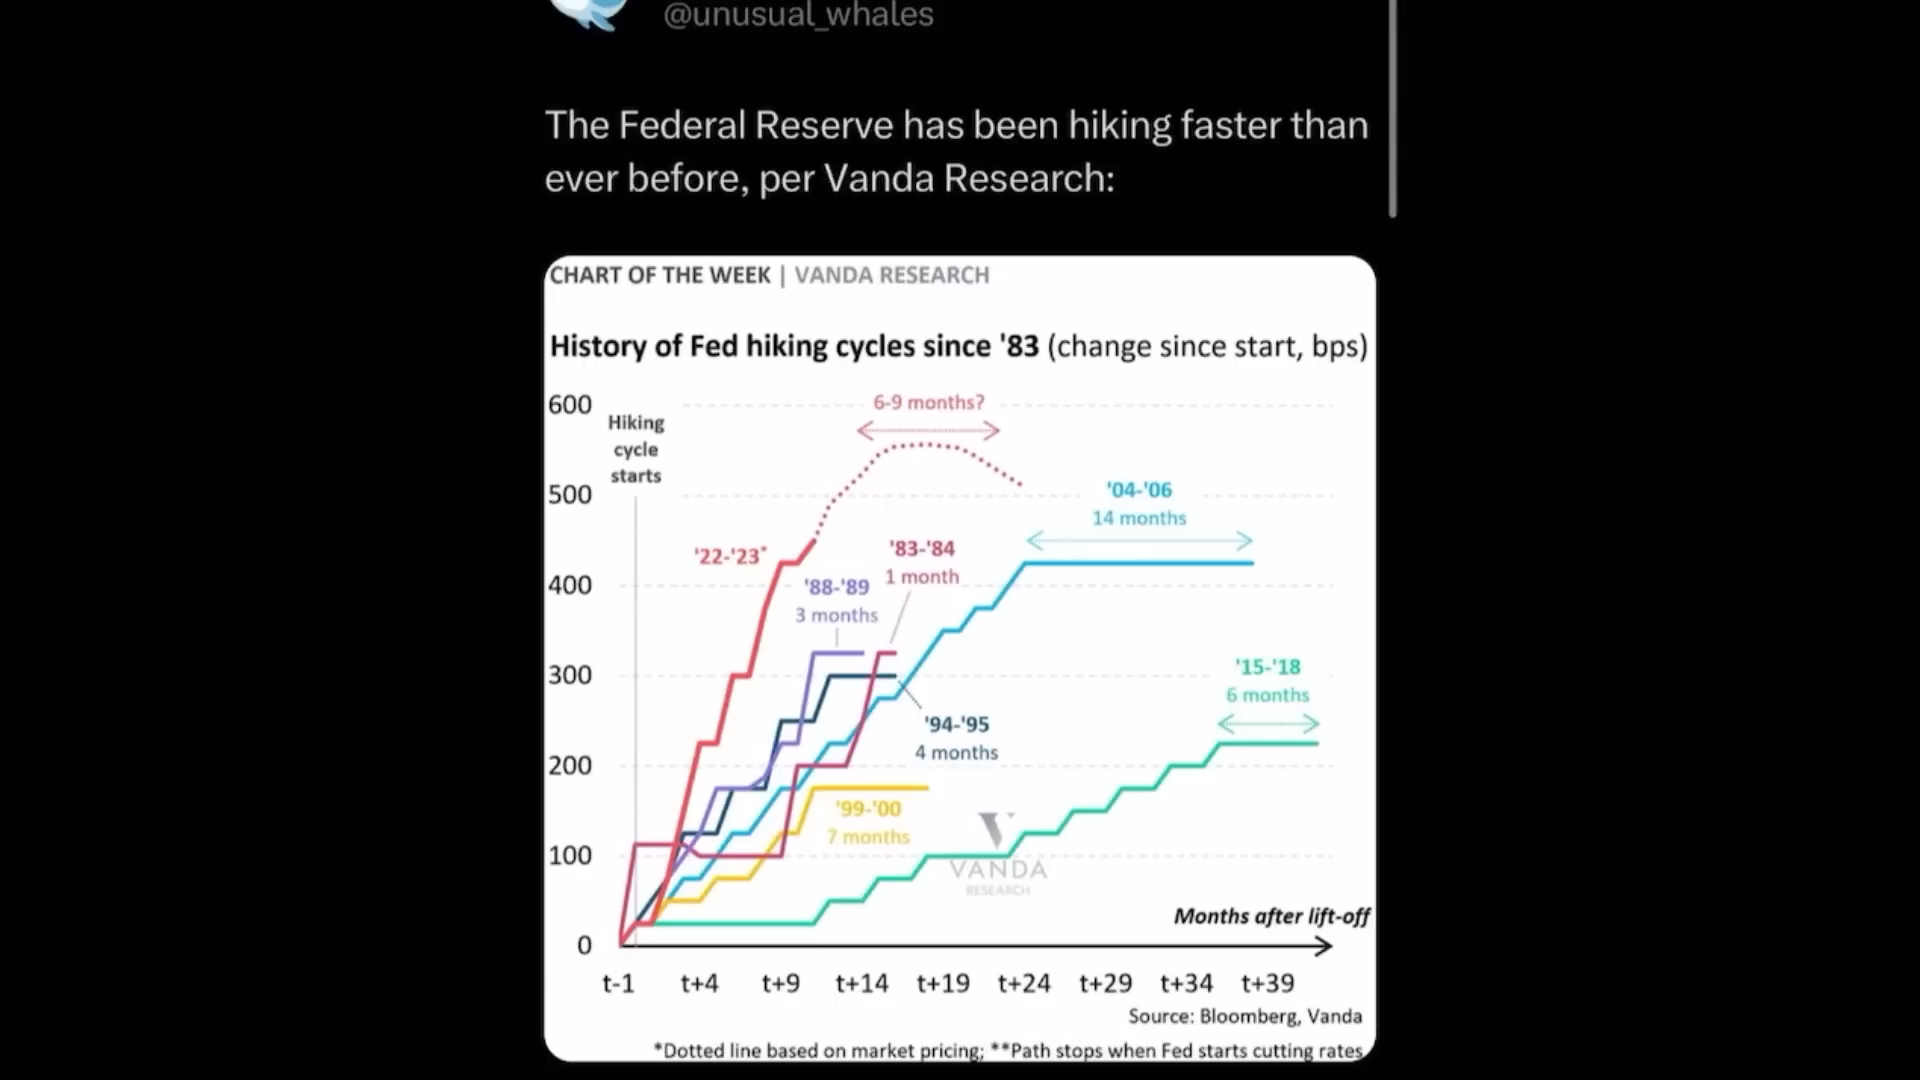 @unusual_whales
The Federal Reserve has been hiking faster than
ever before, per Vanda Research:
CHART OF THE WEEK | VANDA RESEARCH
History of Fed hiking cycles since '83 (change since start, bps)
600
500
400
300
200
100
0
Hiking
cycle
starts
6-9 months?
'22-'23*
'88-'89
3 months
'83-'84
1 month
'04-'06
14 months
'94-'95
4 months
'99-'00
7 months
'15-'18
6 months
VANDA
RESEARCH
Months after lift-off
t-1 t+4 t+9 t+14 t+19 t+24 t+29 t+34 t+39
Source: Bloomberg, Vanda
*Dotted line based on market pricing; **Path stops when Fed starts cutting rates